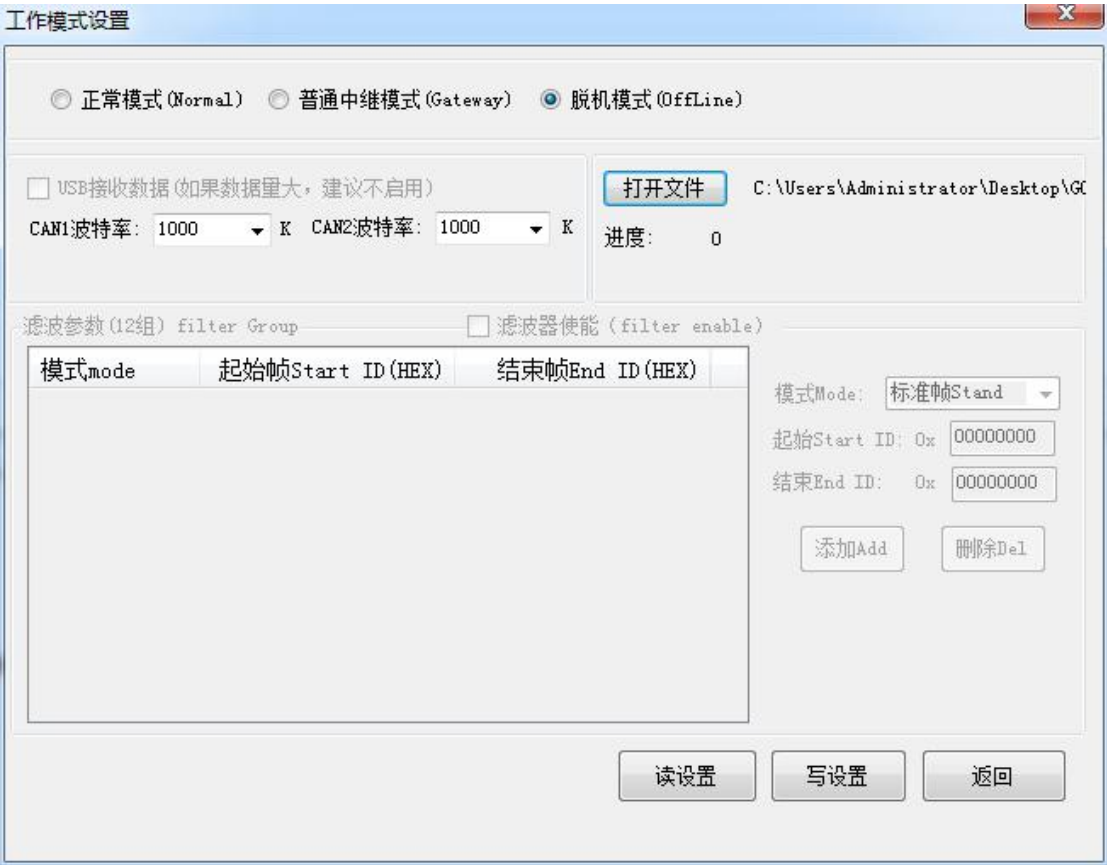 工作模式设置
正常模式(Normal) 普通中继模式(Gateway) 脱机模式(OffLine)
USB接收数据(如果数据量大，建议不启用)
打开文件 C:\Users\Administrator\Desktop\GC
CAN1波特率: 1000 K CAN2波特率: 1000 K
进度: 0
滤波参数(12组) filter Group 滤波器使能(filter enable)
模式mode 起始帧Start ID(HEX) 结束帧End ID(HEX)
模式Mode: 标准帧Stand
起始Start ID: 0x 00000000
结束End ID: 0x 00000000
添加Add 删除Del
读设置 写设置 返回